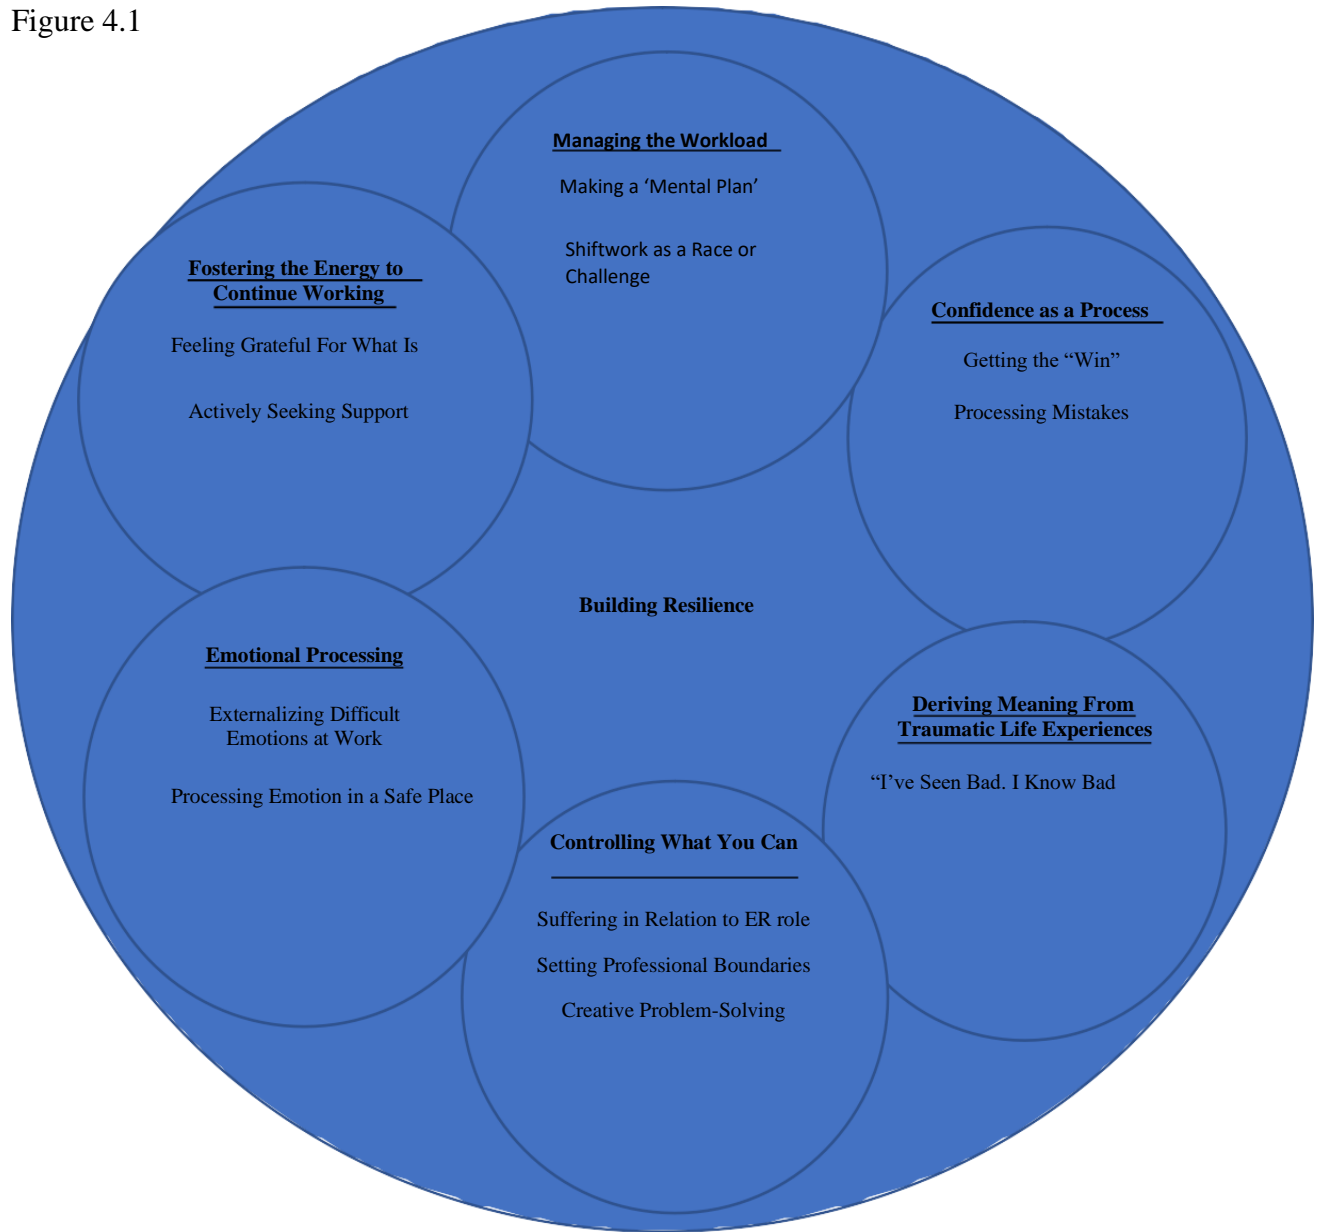 Figure 4.1
Managing the Workload
Making a ‘Mental Plan’
Shiftwork as a Race or
Challenge
Fostering the Energy to
Continue Working
Feeling Grateful For What Is
Actively Seeking Support
Confidence as a Process
Getting the “Win”
Processing Mistakes
Building Resilience
Emotional Processing
Externalizing Difficult
Emotions at Work
Processing Emotion in a Safe Place
Deriving Meaning From
Traumatic Life Experiences
“I’ve Seen Bad. I Know Bad
Controlling What You Can
Suffering in Relation to ER role
Setting Professional Boundaries
Creative Problem-Solving